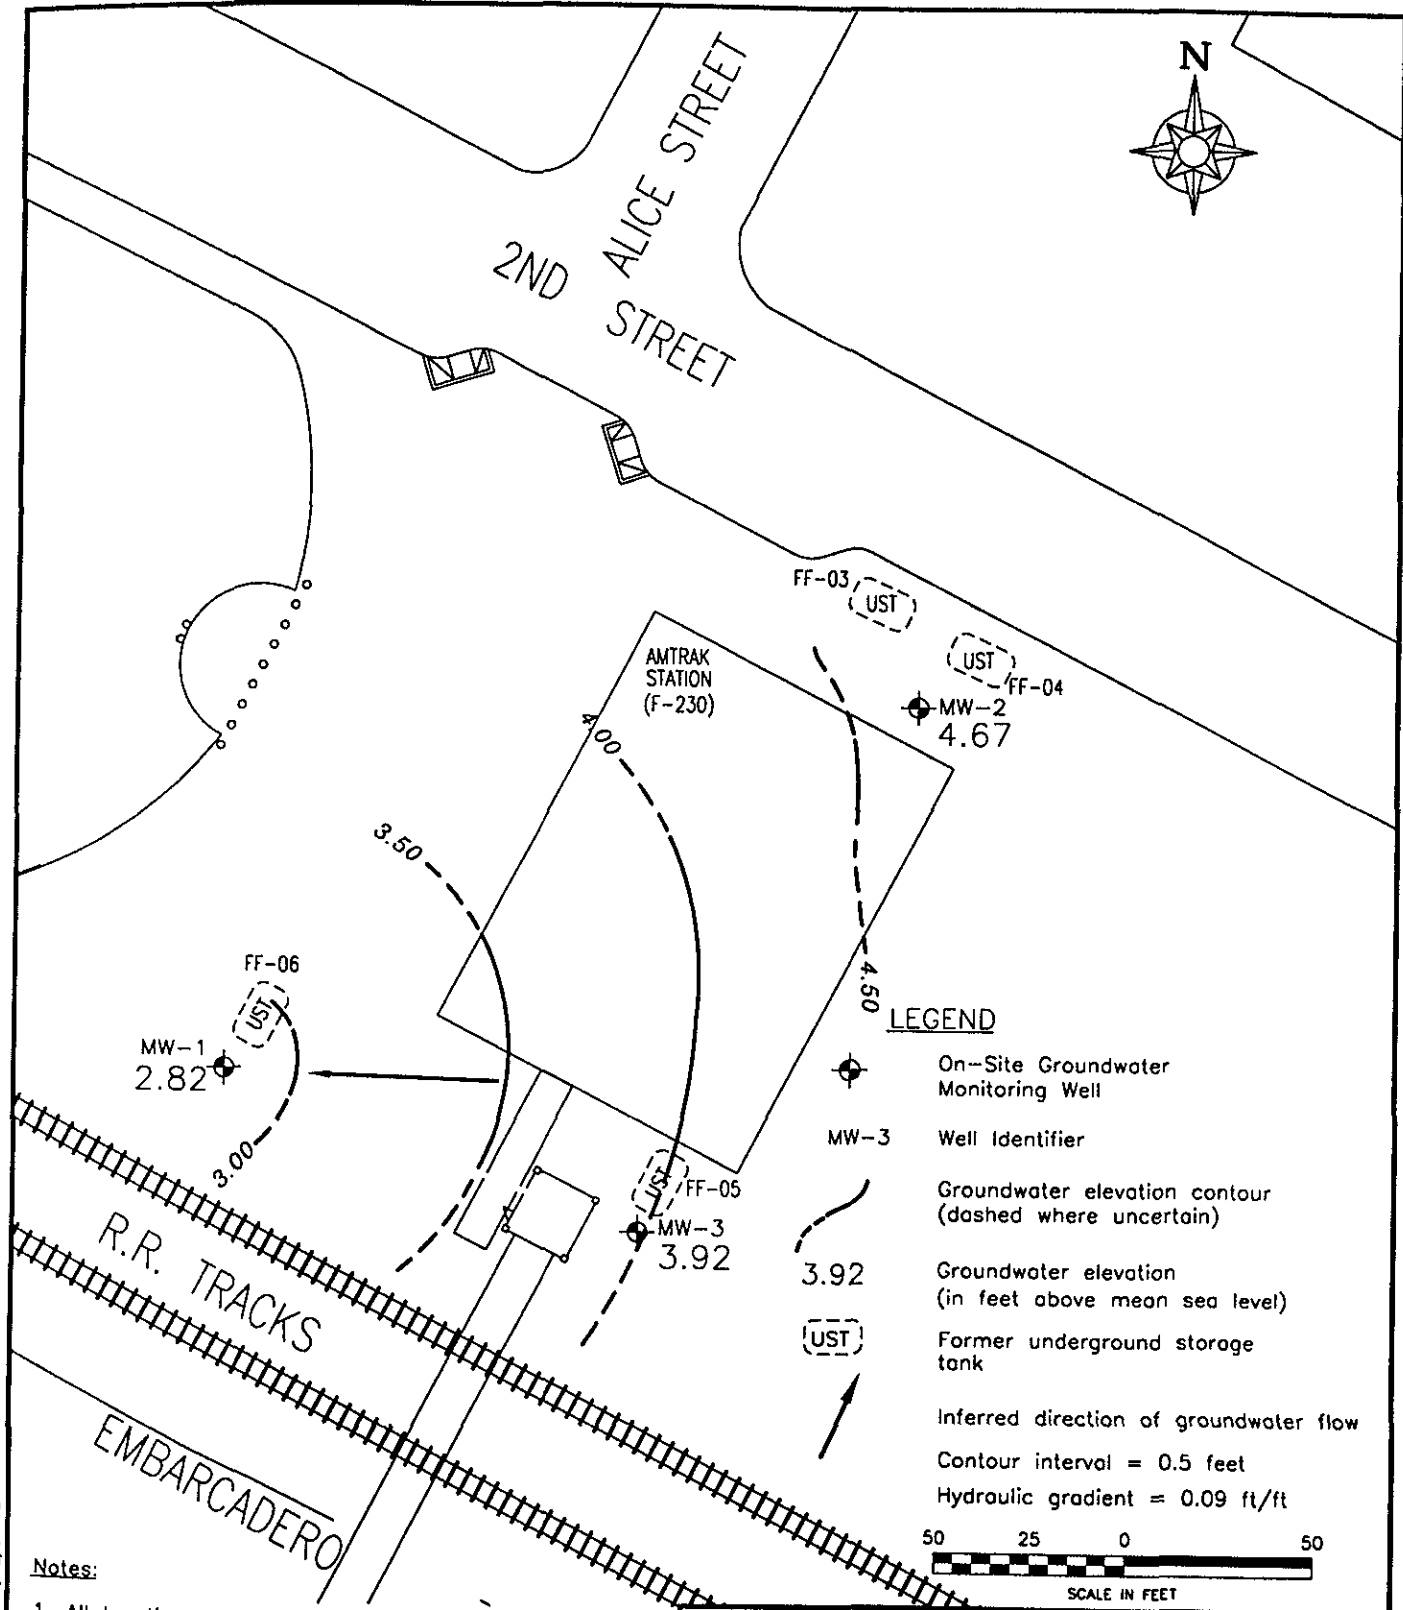 N
ALICE STREET
2ND STREET
FF-03
UST
UST
FF-04
AMTRAK
STATION
(F-230)
MW-2
4.67
4.00
3.50
4.50
FF-06
UST
MW-1
2.82
3.00
UST
FF-05
MW-3
3.92
R.R. TRACKS
EMBARCADERO
LEGEND
On-Site Groundwater
Monitoring Well
MW-3 Well Identifier
Groundwater elevation contour
(dashed where uncertain)
3.92 Groundwater elevation
(in feet above mean sea level)
UST Former underground storage
tank
Inferred direction of groundwater flow
Contour interval = 0.5 feet
Hydraulic gradient = 0.09 ft/ft
50 25 0 50
SCALE IN FEET
Notes: